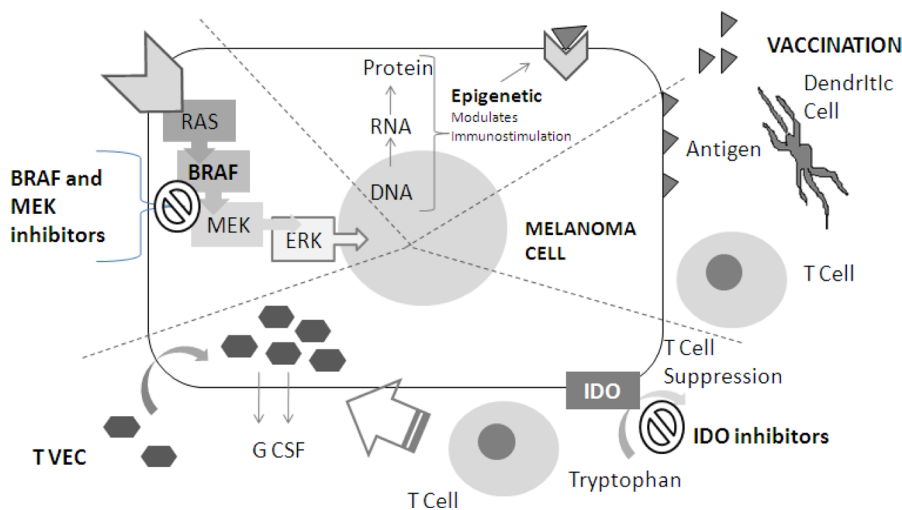 VACCINATION
Dendritic
Cell
Protein
Epigenetic
Modulates
Immunostimulation
RAS
RNA
Antigen
BRAF
BRAF and
MEK
inhibitors
DNA
MEK
ERK
MELANOMA
CELL
T Cell
T Cell
Suppression
IDO
T VEC
G CSF
IDO inhibitors
Tryptophan
T Cell